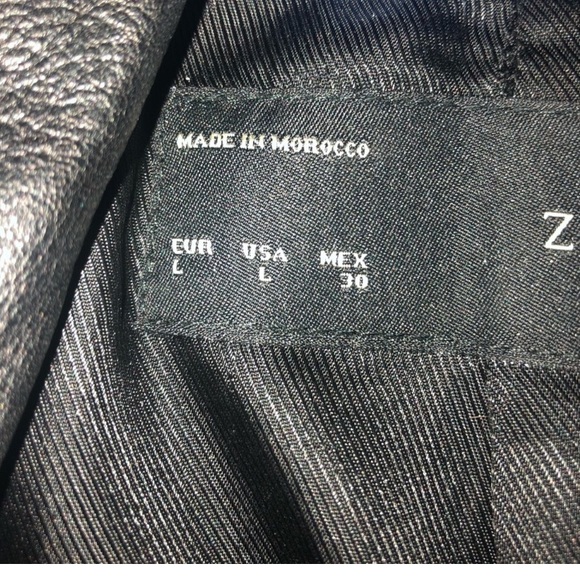 MADE IN MOROCCO
EUR USA MEX
L L 30
Z